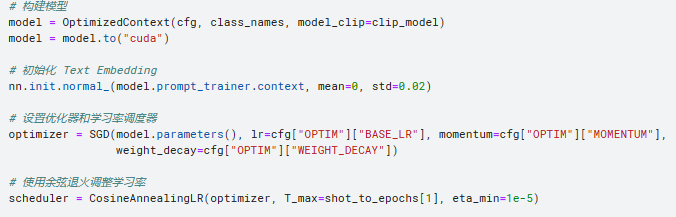 # 构建模型
model = OptimizedContext(cfg, class_names, model_clip=clip_model)
model = model.to("cuda")
# 初始化 Text Embedding
nn.init.normal_(model.prompt_trainer.context, mean=0, std=0.02)
# 设置优化器和学习率调度器
optimizer = SGD(model.parameters(), lr=cfg["OPTIM"]["BASE_LR"], momentum=cfg["OPTIM"]["MOMENTUM"],
weight_decay=cfg["OPTIM"]["WEIGHT_DECAY"])
# 使用余弦退火调整学习率
scheduler = CosineAnnealingLR(optimizer, T_max=shot_to_epochs[1], eta_min=1e-5)